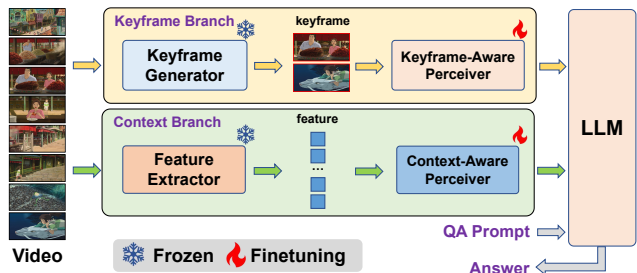 Keyframe Branch
keyframe
Keyframe
Generator
Keyframe-Aware
Perceiver
Context Branch
feature
Feature
Extractor
...
Context-Aware
Perceiver
LLM
Video
Frozen
Finetuning
QA Prompt
Answer